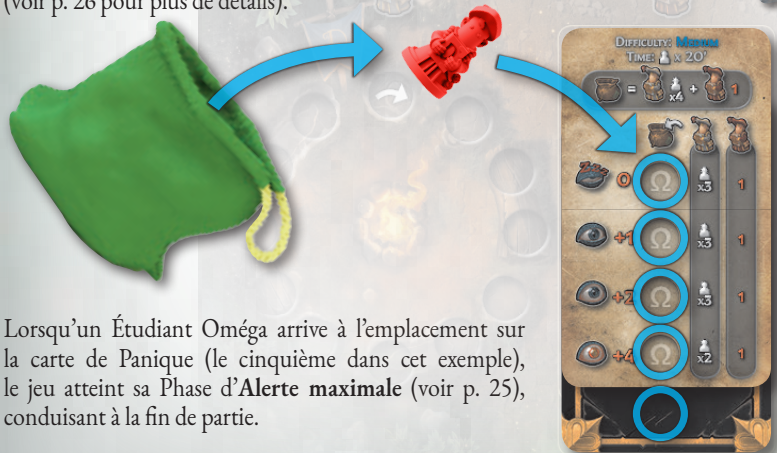 (voir p. 26 pour plus de détails).
DIFFICULTY: MEDIUM
TIME: x 20'
= x4 + 1
0 Ω x3 1
+1 Ω x3 1
+2 Ω x3 1
+4 Ω x2 1
Lorsqu'un Étudiant Oméga arrive à l'emplacement sur
la carte de Panique (le cinquième dans cet exemple),
le jeu atteint sa Phase d'Alerte maximale (voir p. 25),
conduisant à la fin de partie.